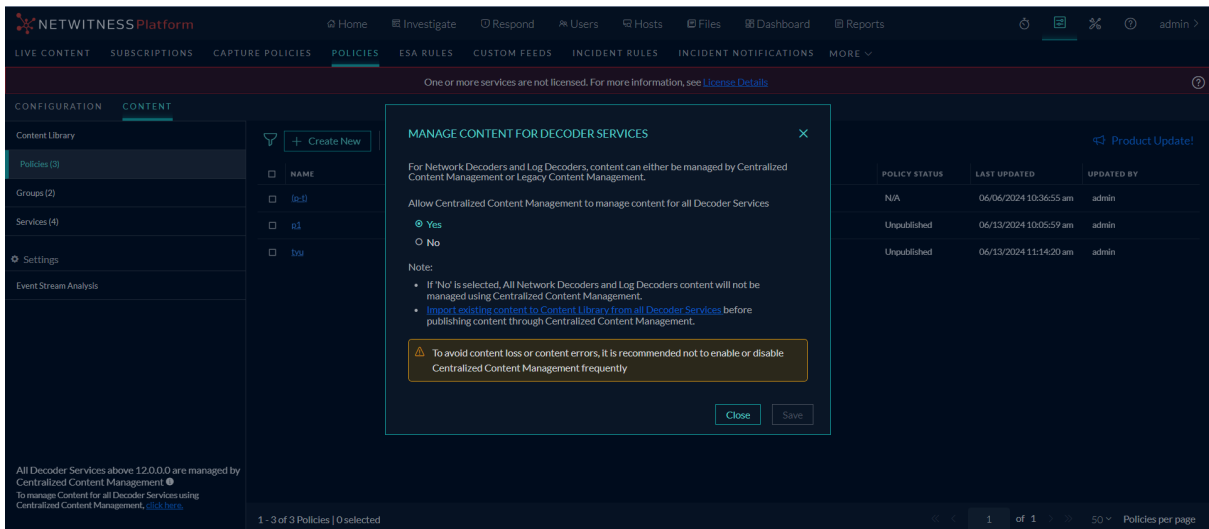 NETWITNESS Platform
Home
Investigate
Respond
Users
Hosts
Files
Dashboard
Reports
admin >
LIVE CONTENT
SUBSCRIPTIONS
CAPTURE POLICIES
POLICIES
ESA RULES
CUSTOM FEEDS
INCIDENT RULES
INCIDENT NOTIFICATIONS
MORE
One or more services are not licensed. For more information, see License Details
CONFIGURATION
CONTENT
Content Library
Policies (3)
Groups (2)
Services (4)
Settings
Event Stream Analysis
All Decoder Services above 12.0.0.0 are managed by
Centralized Content Management
To manage Content for all Decoder Services using
Centralized Content Management, click here.
+ Create New
Product Update!
NAME
POLICY STATUS
LAST UPDATED
UPDATED BY
(p-t)
N/A
06/06/2024 10:36:55 am
admin
p1
Unpublished
06/13/2024 10:05:59 am
admin
tyu
Unpublished
06/13/2024 11:14:20 am
admin
MANAGE CONTENT FOR DECODER SERVICES
For Network Decoders and Log Decoders, content can either be managed by Centralized
Content Management or Legacy Content Management.
Allow Centralized Content Management to manage content for all Decoder Services
Yes
No
Note:
• If 'No' is selected, All Network Decoders and Log Decoders content will not be
managed using Centralized Content Management.
• Import existing content to Content Library from all Decoder Services before
publishing content through Centralized Content Management.
To avoid content loss or content errors, it is recommended not to enable or disable
Centralized Content Management frequently
Close
Save
1 - 3 of 3 Policies | 0 selected
1 of 1
50 Policies per page